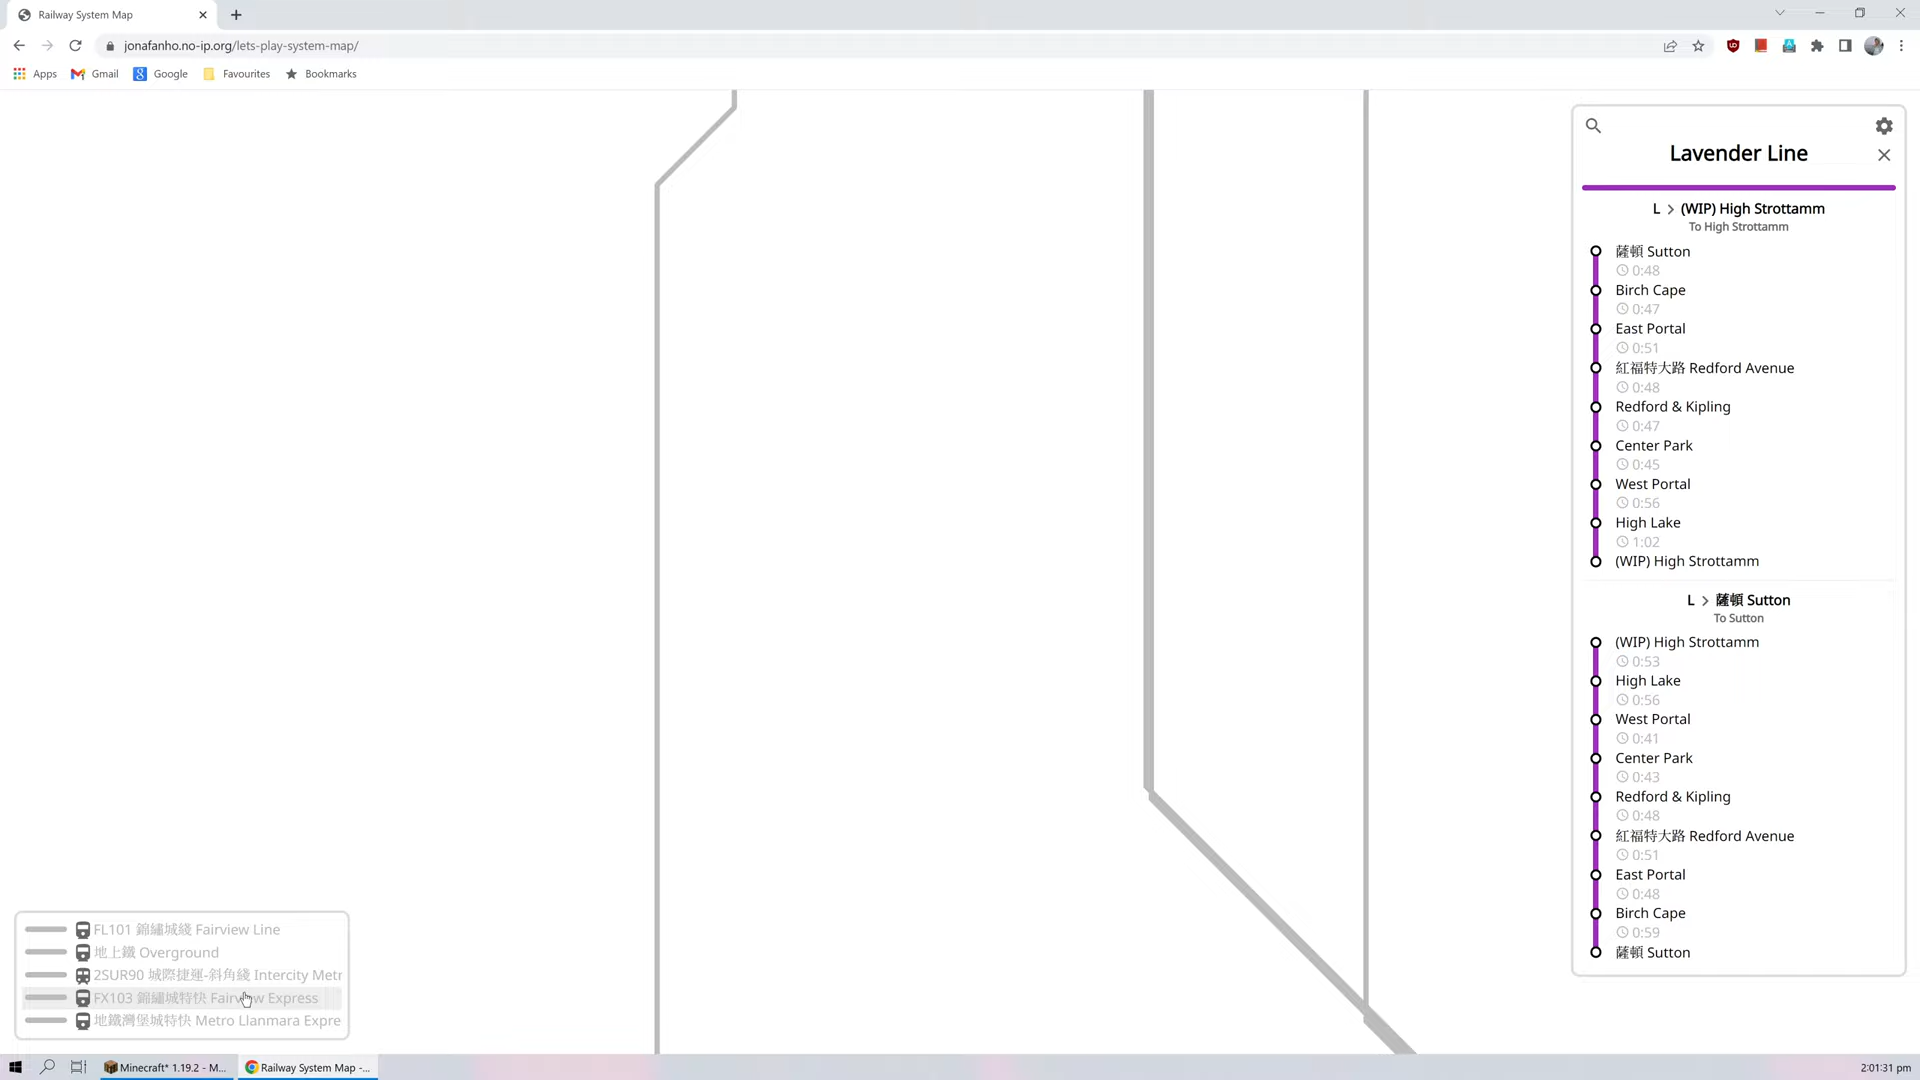 Railway System Map
jonafanho.no-ip.org/lets-play-system-map/
Apps
Gmail
Google
Favourites
Bookmarks
Lavender Line
L > (WIP) High Strottamm
To High Strottamm
薩頓 Sutton
0:48
Birch Cape
0:47
East Portal
0:51
紅福特大路 Redford Avenue
0:48
Redford & Kipling
0:47
Center Park
0:45
West Portal
0:56
High Lake
1:02
(WIP) High Strottamm
L > 薩頓 Sutton
To Sutton
(WIP) High Strottamm
0:53
High Lake
0:56
West Portal
0:41
Center Park
0:43
Redford & Kipling
0:48
紅福特大路 Redford Avenue
0:51
East Portal
0:48
Birch Cape
0:59
薩頓 Sutton
FL101 錦繡城綫 Fairview Line
地上鐵 Overground
2SUR90 城際捷運-斜角綫 Intercity Metr
FX103 錦繡城特快 Fairview Express
地鐵灣堡城特快 Metro Llanmara Expre
Minecraft* 1.19.2 - M...
Railway System Map -...
2:01:31 pm